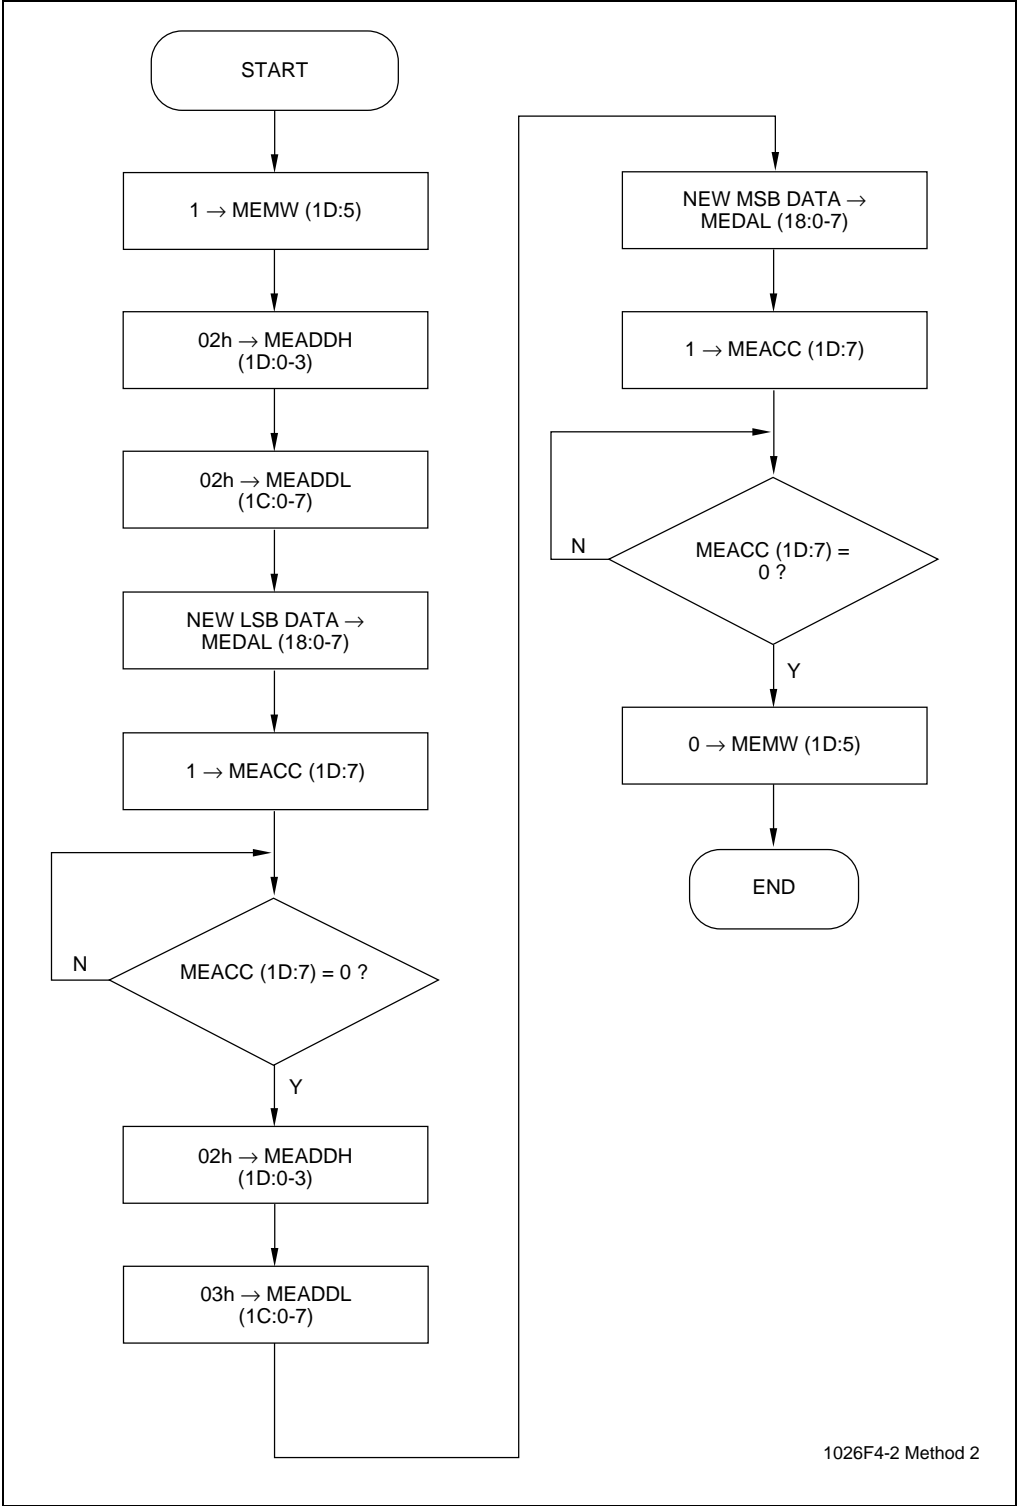 START
1 → MEMW (1D:5)
02h → MEADDH
(1D:0-3)
02h → MEADDL
(1C:0-7)
NEW LSB DATA →
MEDAL (18:0-7)
1 → MEACC (1D:7)
N
MEACC (1D:7) = 0 ?
Y
02h → MEADDH
(1D:0-3)
03h → MEADDL
(1C:0-7)
NEW MSB DATA →
MEDAL (18:0-7)
1 → MEACC (1D:7)
N
MEACC (1D:7) =
0 ?
Y
0 → MEMW (1D:5)
END
1026F4-2 Method 2